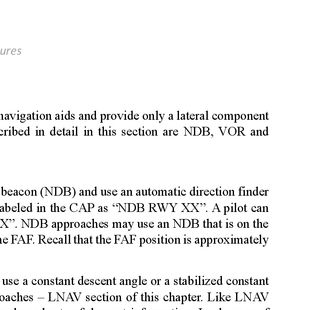 ures
navigation aids and provide only a lateral component
cribed in detail in this section are NDB, VOR and
beacon (NDB) and use an automatic direction finder
abeled in the CAP as “NDB RWY XX”. A pilot can
X”. NDB approaches may use an NDB that is on the
he FAF. Recall that the FAF position is approximately
use a constant descent angle or a stabilized constant
oaches – LNAV section of this chapter. Like LNAV